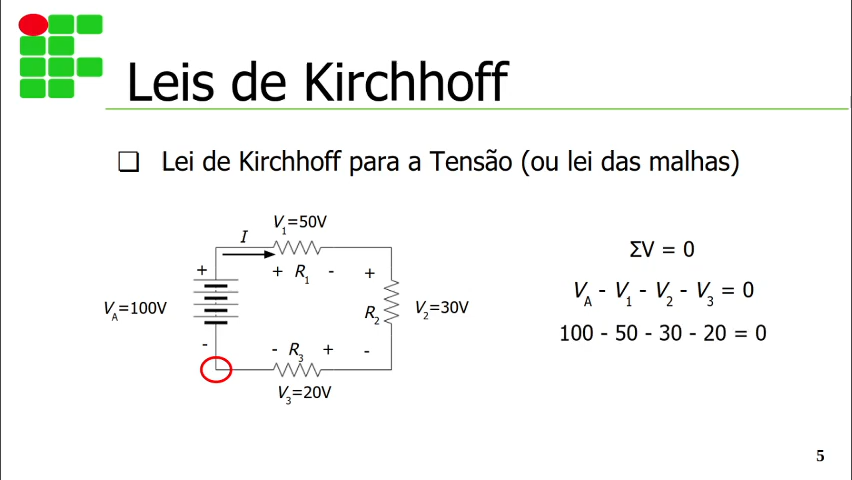 Leis de Kirchhoff
❑ Lei de Kirchhoff para a Tensão (ou lei das malhas)
V1=50V
I
+ R1 -
+
+
VA=100V
R2
V2=30V
-
- R3 +
-
V3=20V
ΣV = 0
VA - V1 - V2 - V3 = 0
100 - 50 - 30 - 20 = 0
5